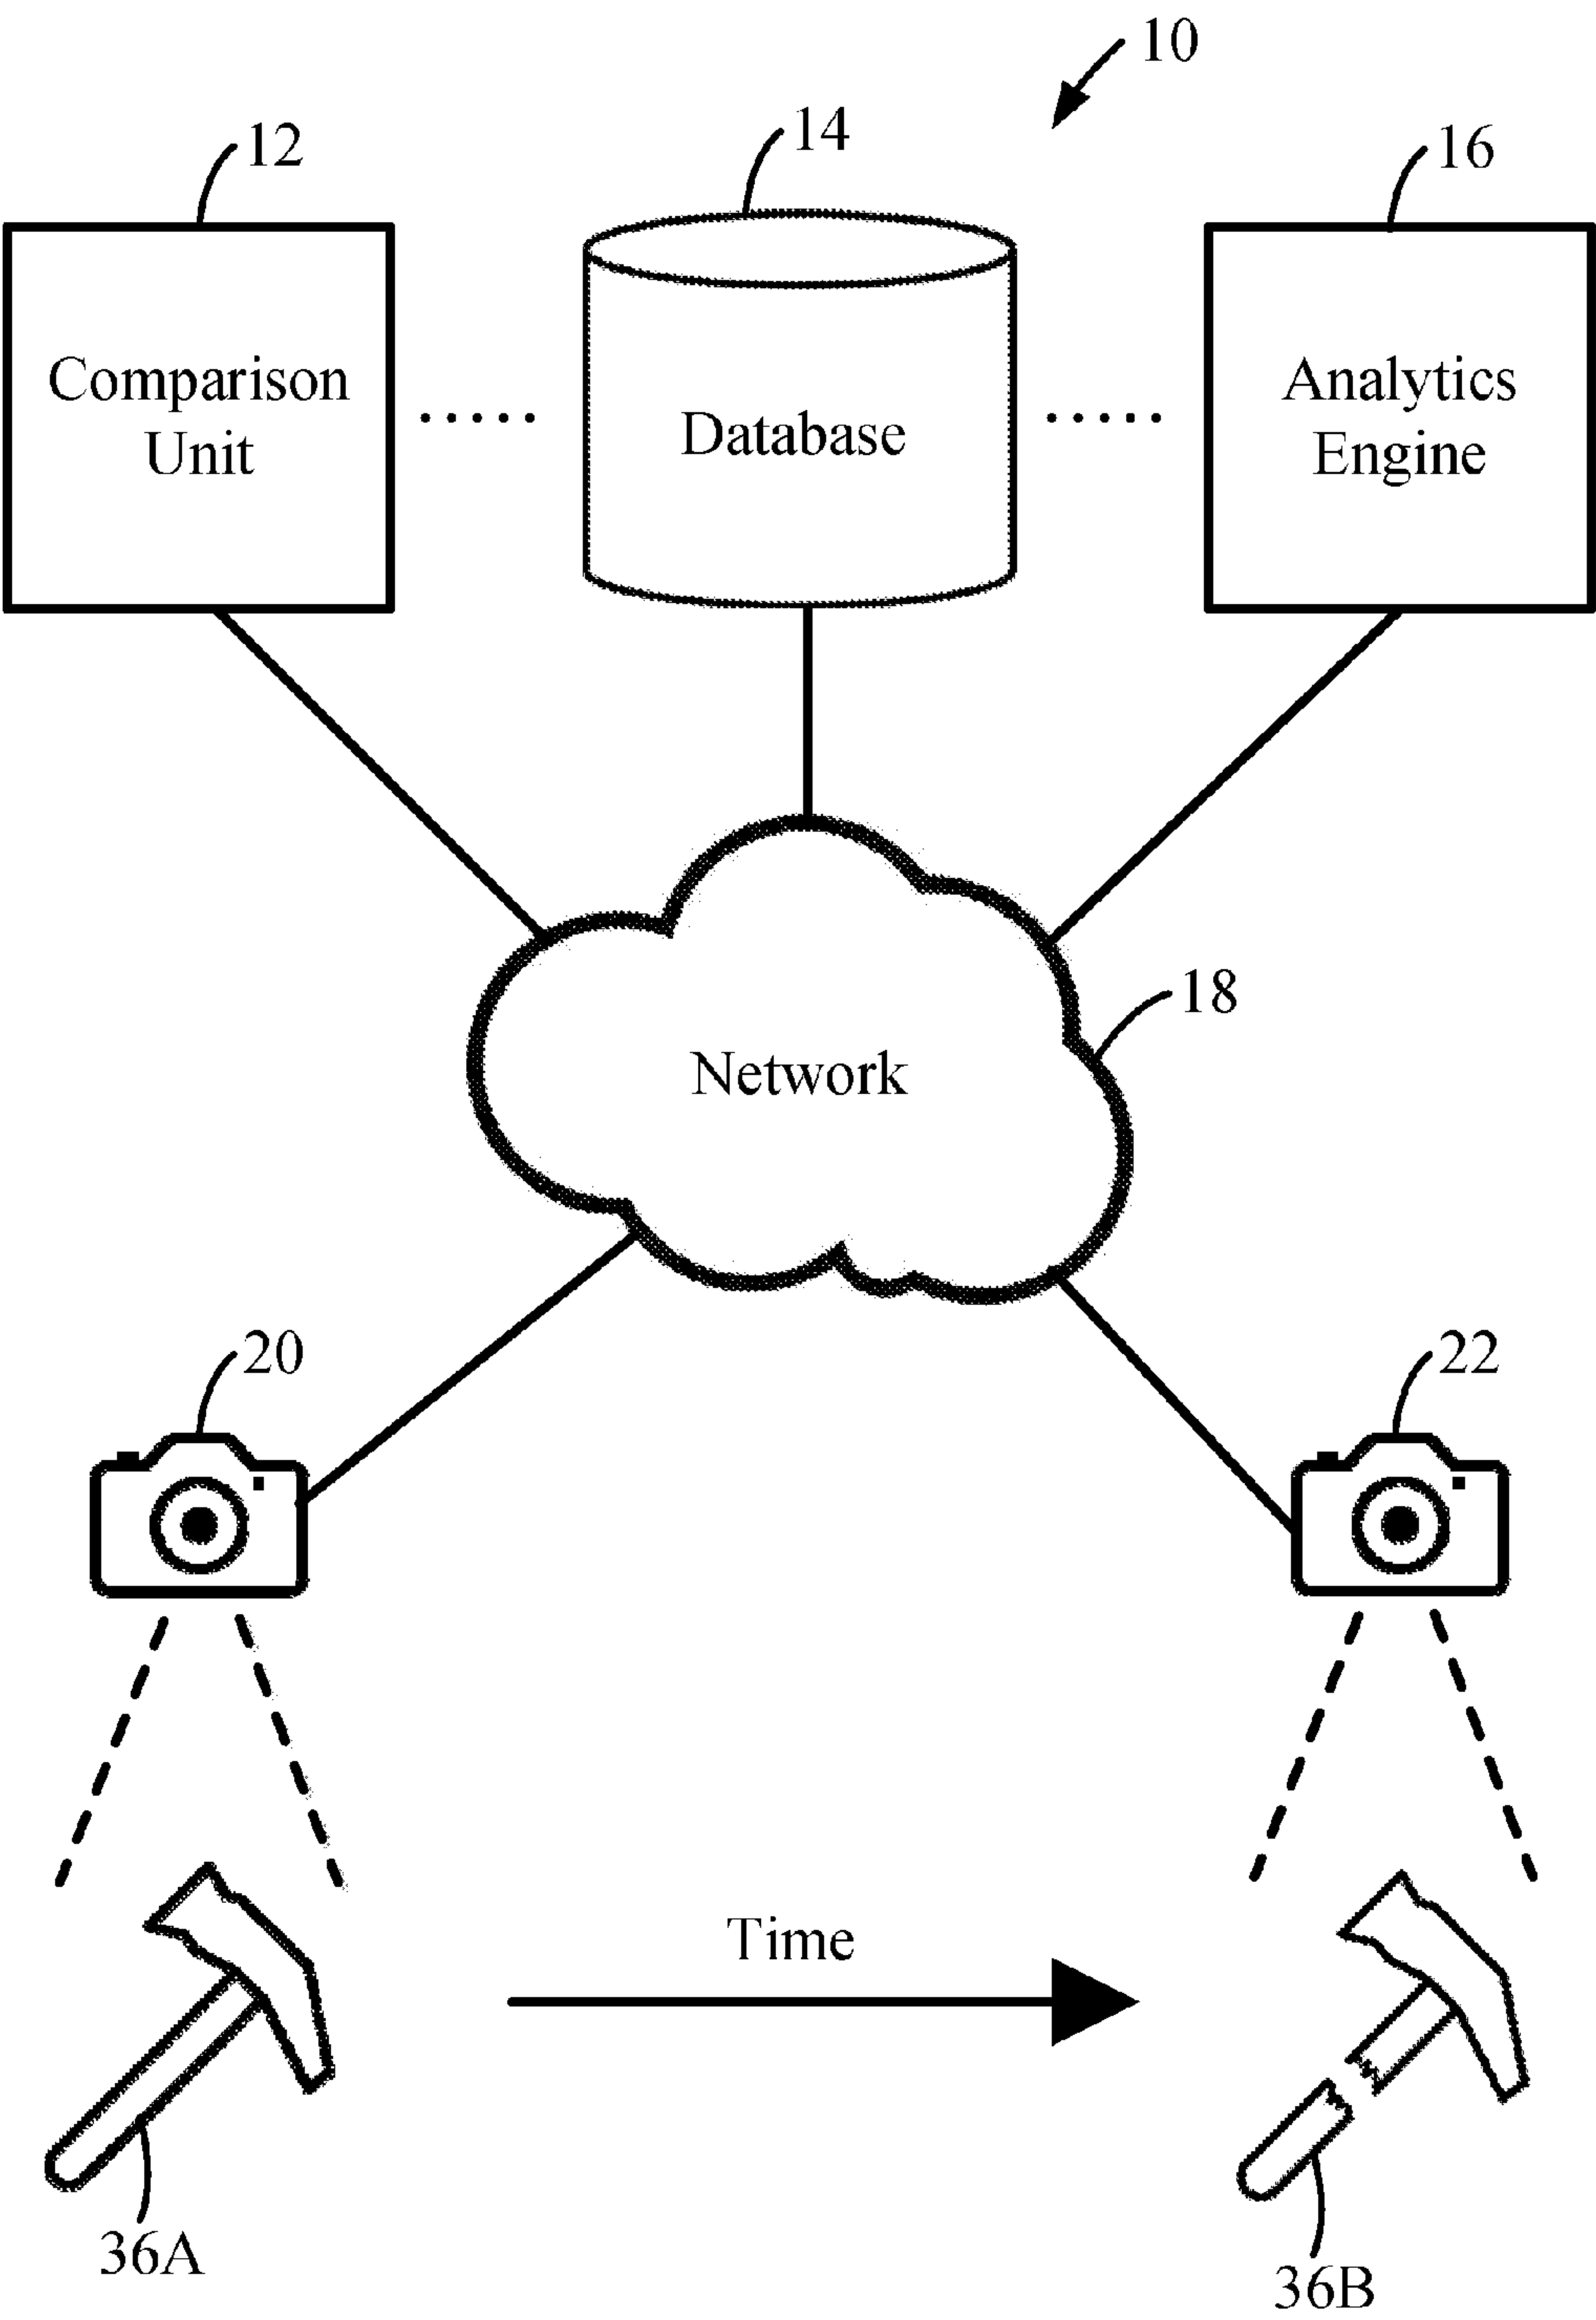 10
12
14
16
Comparison
Unit
Database
Analytics
Engine
18
Network
20
22
Time
36A
36B